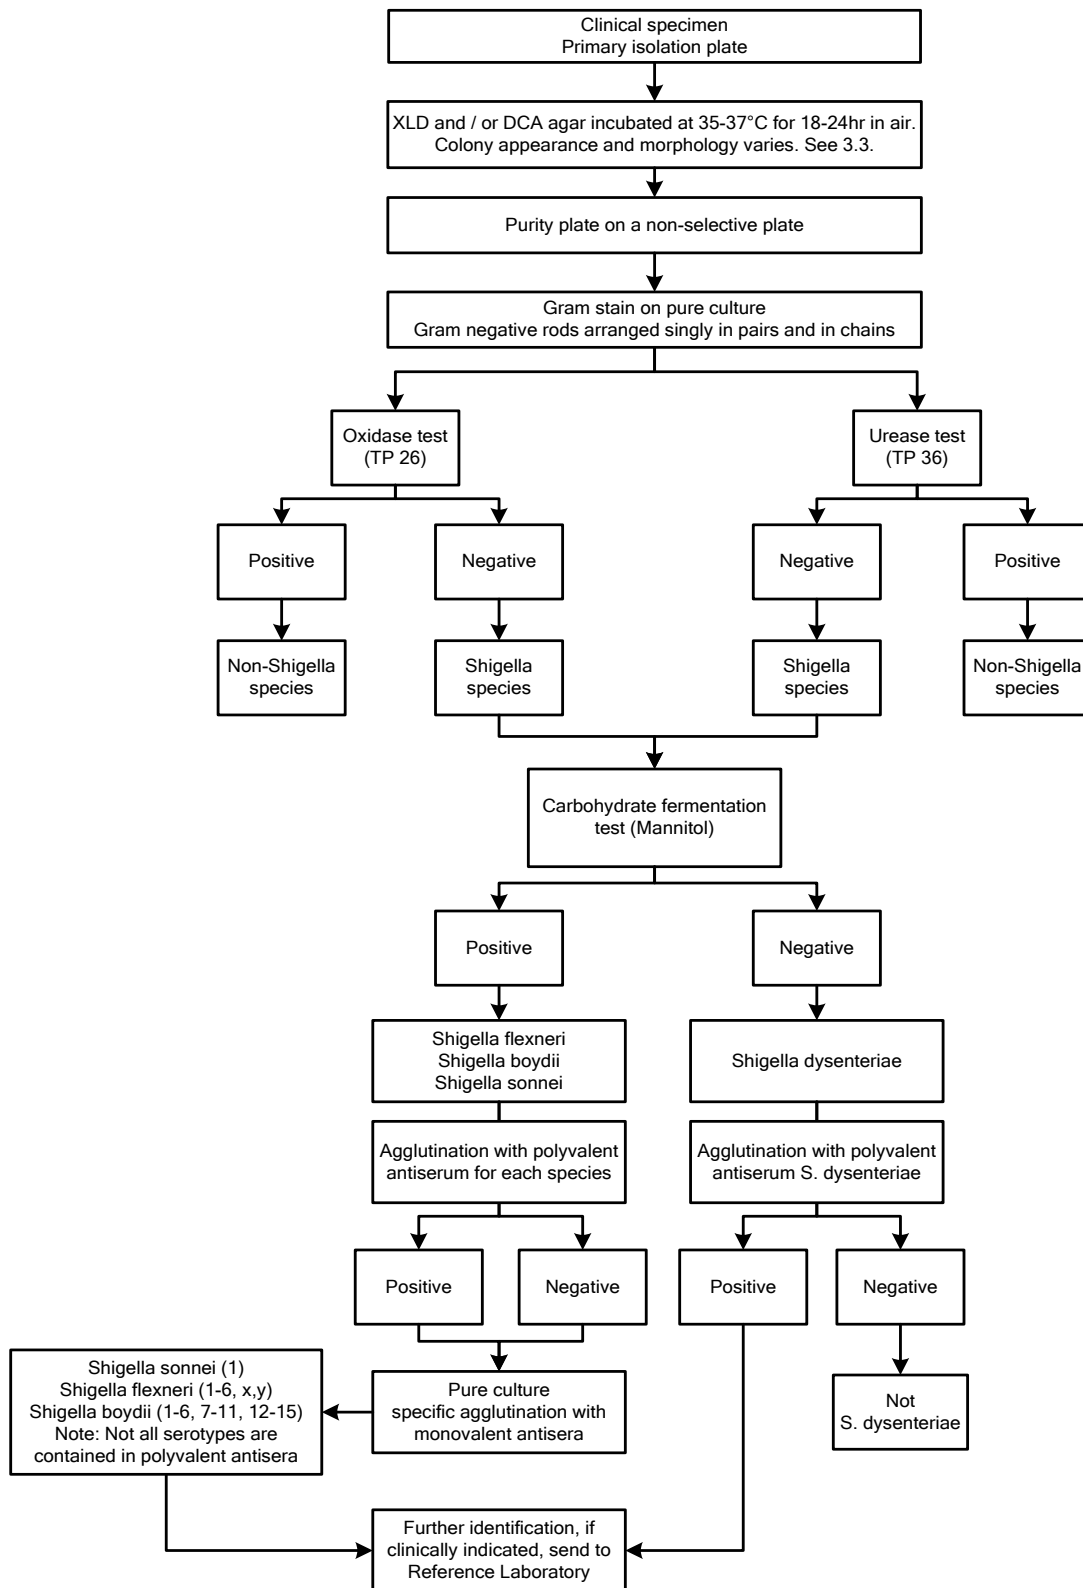 Clinical specimen
Primary isolation plate
XLD and / or DCA agar incubated at 35-37°C for 18-24hr in air.
Colony appearance and morphology varies. See 3.3.
Purity plate on a non-selective plate
Gram stain on pure culture
Gram negative rods arranged singly in pairs and in chains
Oxidase test
(TP 26)
Urease test
(TP 36)
Positive
Negative
Negative
Positive
Non-Shigella
species
Shigella
species
Shigella
species
Non-Shigella
species
Carbohydrate fermentation
test (Mannitol)
Positive
Negative
Shigella flexneri
Shigella boydii
Shigella sonnei
Shigella dysenteriae
Agglutination with polyvalent
antiserum for each species
Agglutination with polyvalent
antiserum S. dysenteriae
Positive
Negative
Positive
Negative
Shigella sonnei (1)
Shigella flexneri (1-6, x,y)
Shigella boydii (1-6, 7-11, 12-15)
Note: Not all serotypes are
contained in polyvalent antisera
Pure culture
specific agglutination with
monovalent antisera
Not
S. dysenteriae
Further identification, if
clinically indicated, send to
Reference Laboratory